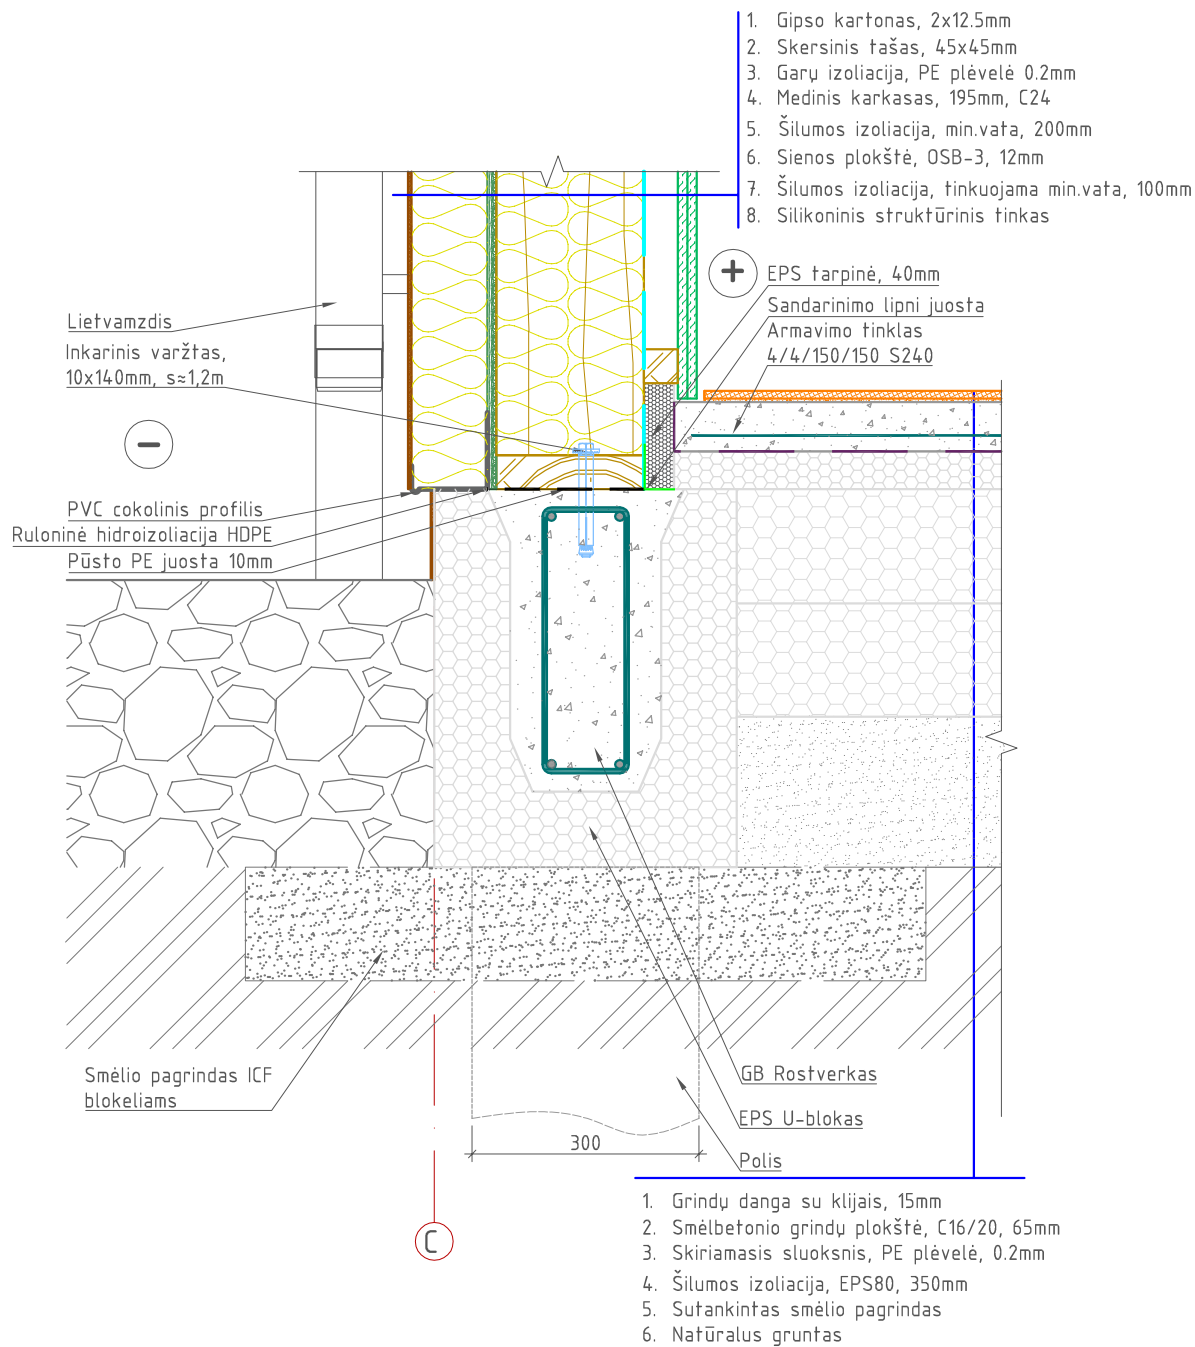 1. Gipso kartonas, 2x12.5mm
2. Skersinis tašas, 45x45mm
3. Garų izoliacija, PE plėvelė 0.2mm
4. Medinis karkasas, 195mm, C24
5. Šilumos izoliacija, min.vata, 200mm
6. Sienos plokštė, OSB-3, 12mm
7. Šilumos izoliacija, tinkuojama min.vata, 100mm
8. Silikoninis struktūrinis tinkas
+
EPS tarpinė, 40mm
Sandarinimo lipni juosta
Armavimo tinklas
4/4/150/150 S240
Lietvamzdis
Inkarinis varžtas,
10x140mm, s≈1,2m
−
PVC cokolinis profilis
Ruloninė hidroizoliacija HDPE
Pūsto PE juosta 10mm
Smėlio pagrindas ICF
blokeliams
GB Rostverkas
EPS U-blokas
Polis
300
C
1. Grindų danga su klijais, 15mm
2. Smėlbetonio grindų plokštė, C16/20, 65mm
3. Skiriamasis sluoksnis, PE plėvelė, 0.2mm
4. Šilumos izoliacija, EPS80, 350mm
5. Sutankintas smėlio pagrindas
6. Natūralus gruntas